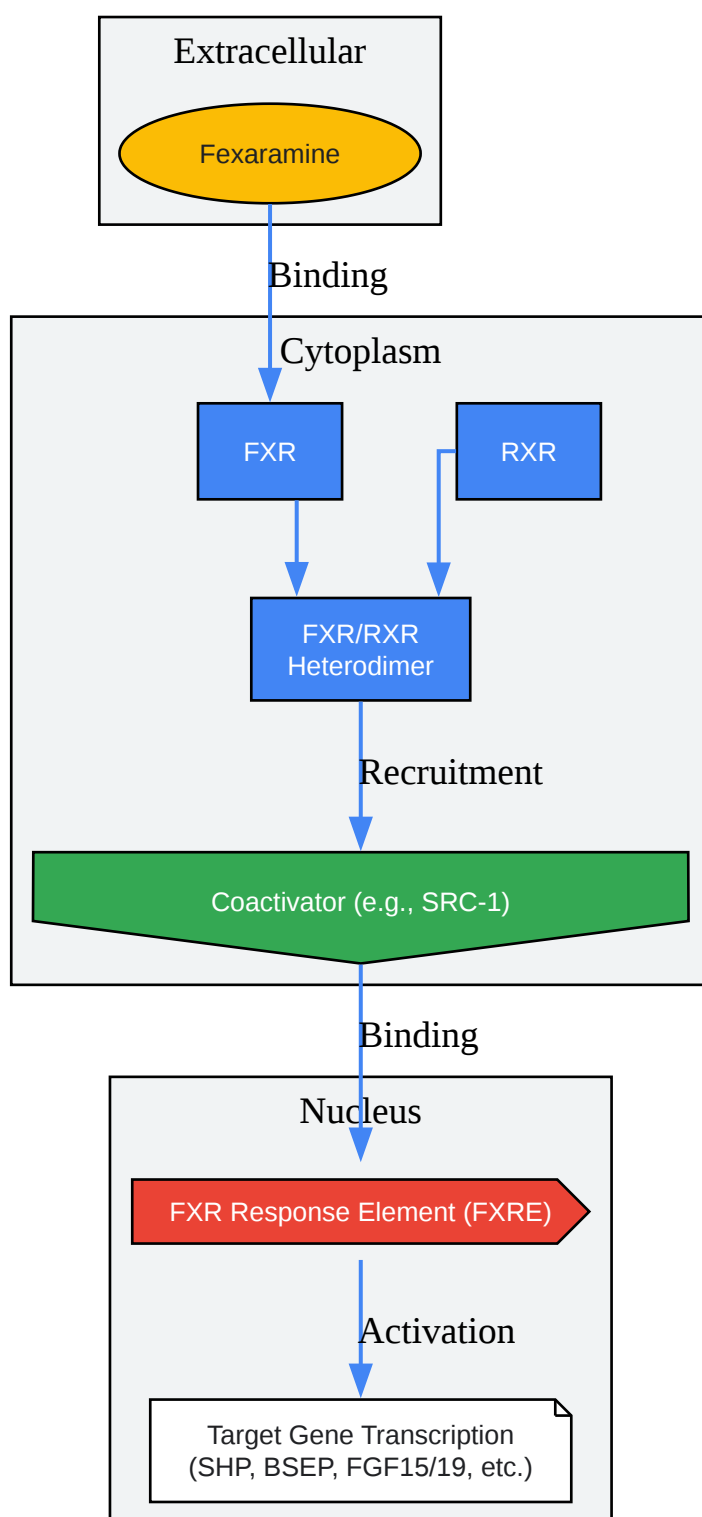 Extracellular
Fexaramine
Binding
Cytoplasm
FXR
RXR
FXR/RXR
Heterodimer
Recruitment
Coactivator (e.g., SRC-1)
Binding
Nucleus
FXR Response Element (FXRE)
Activation
Target Gene Transcription
(SHP, BSEP, FGF15/19, etc.)